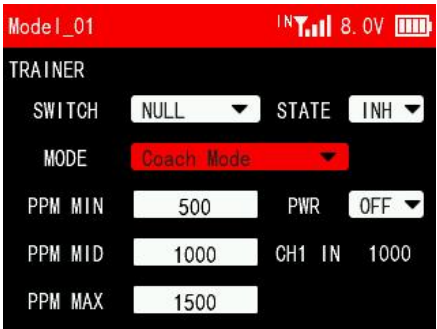 Model_01 IN 8.0V
TRAINER
SWITCH NULL STATE INH
MODE Coach Mode
PPM MIN 500 PWR OFF
PPM MID 1000 CH1 IN 1000
PPM MAX 1500